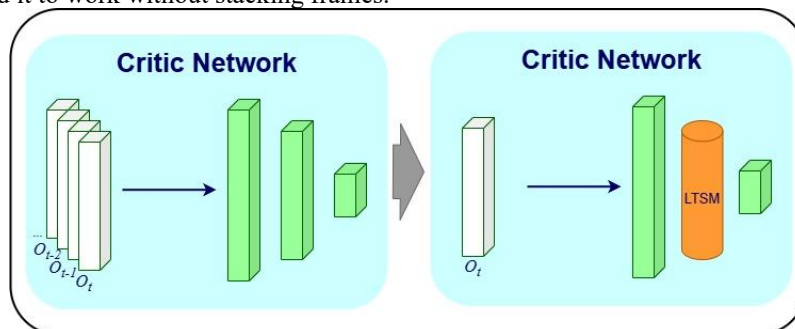 d it to work without stacking frames.
Critic Network
...
O_{t-2}
O_{t-1}
O_t
Critic Network
O_t
LTSM